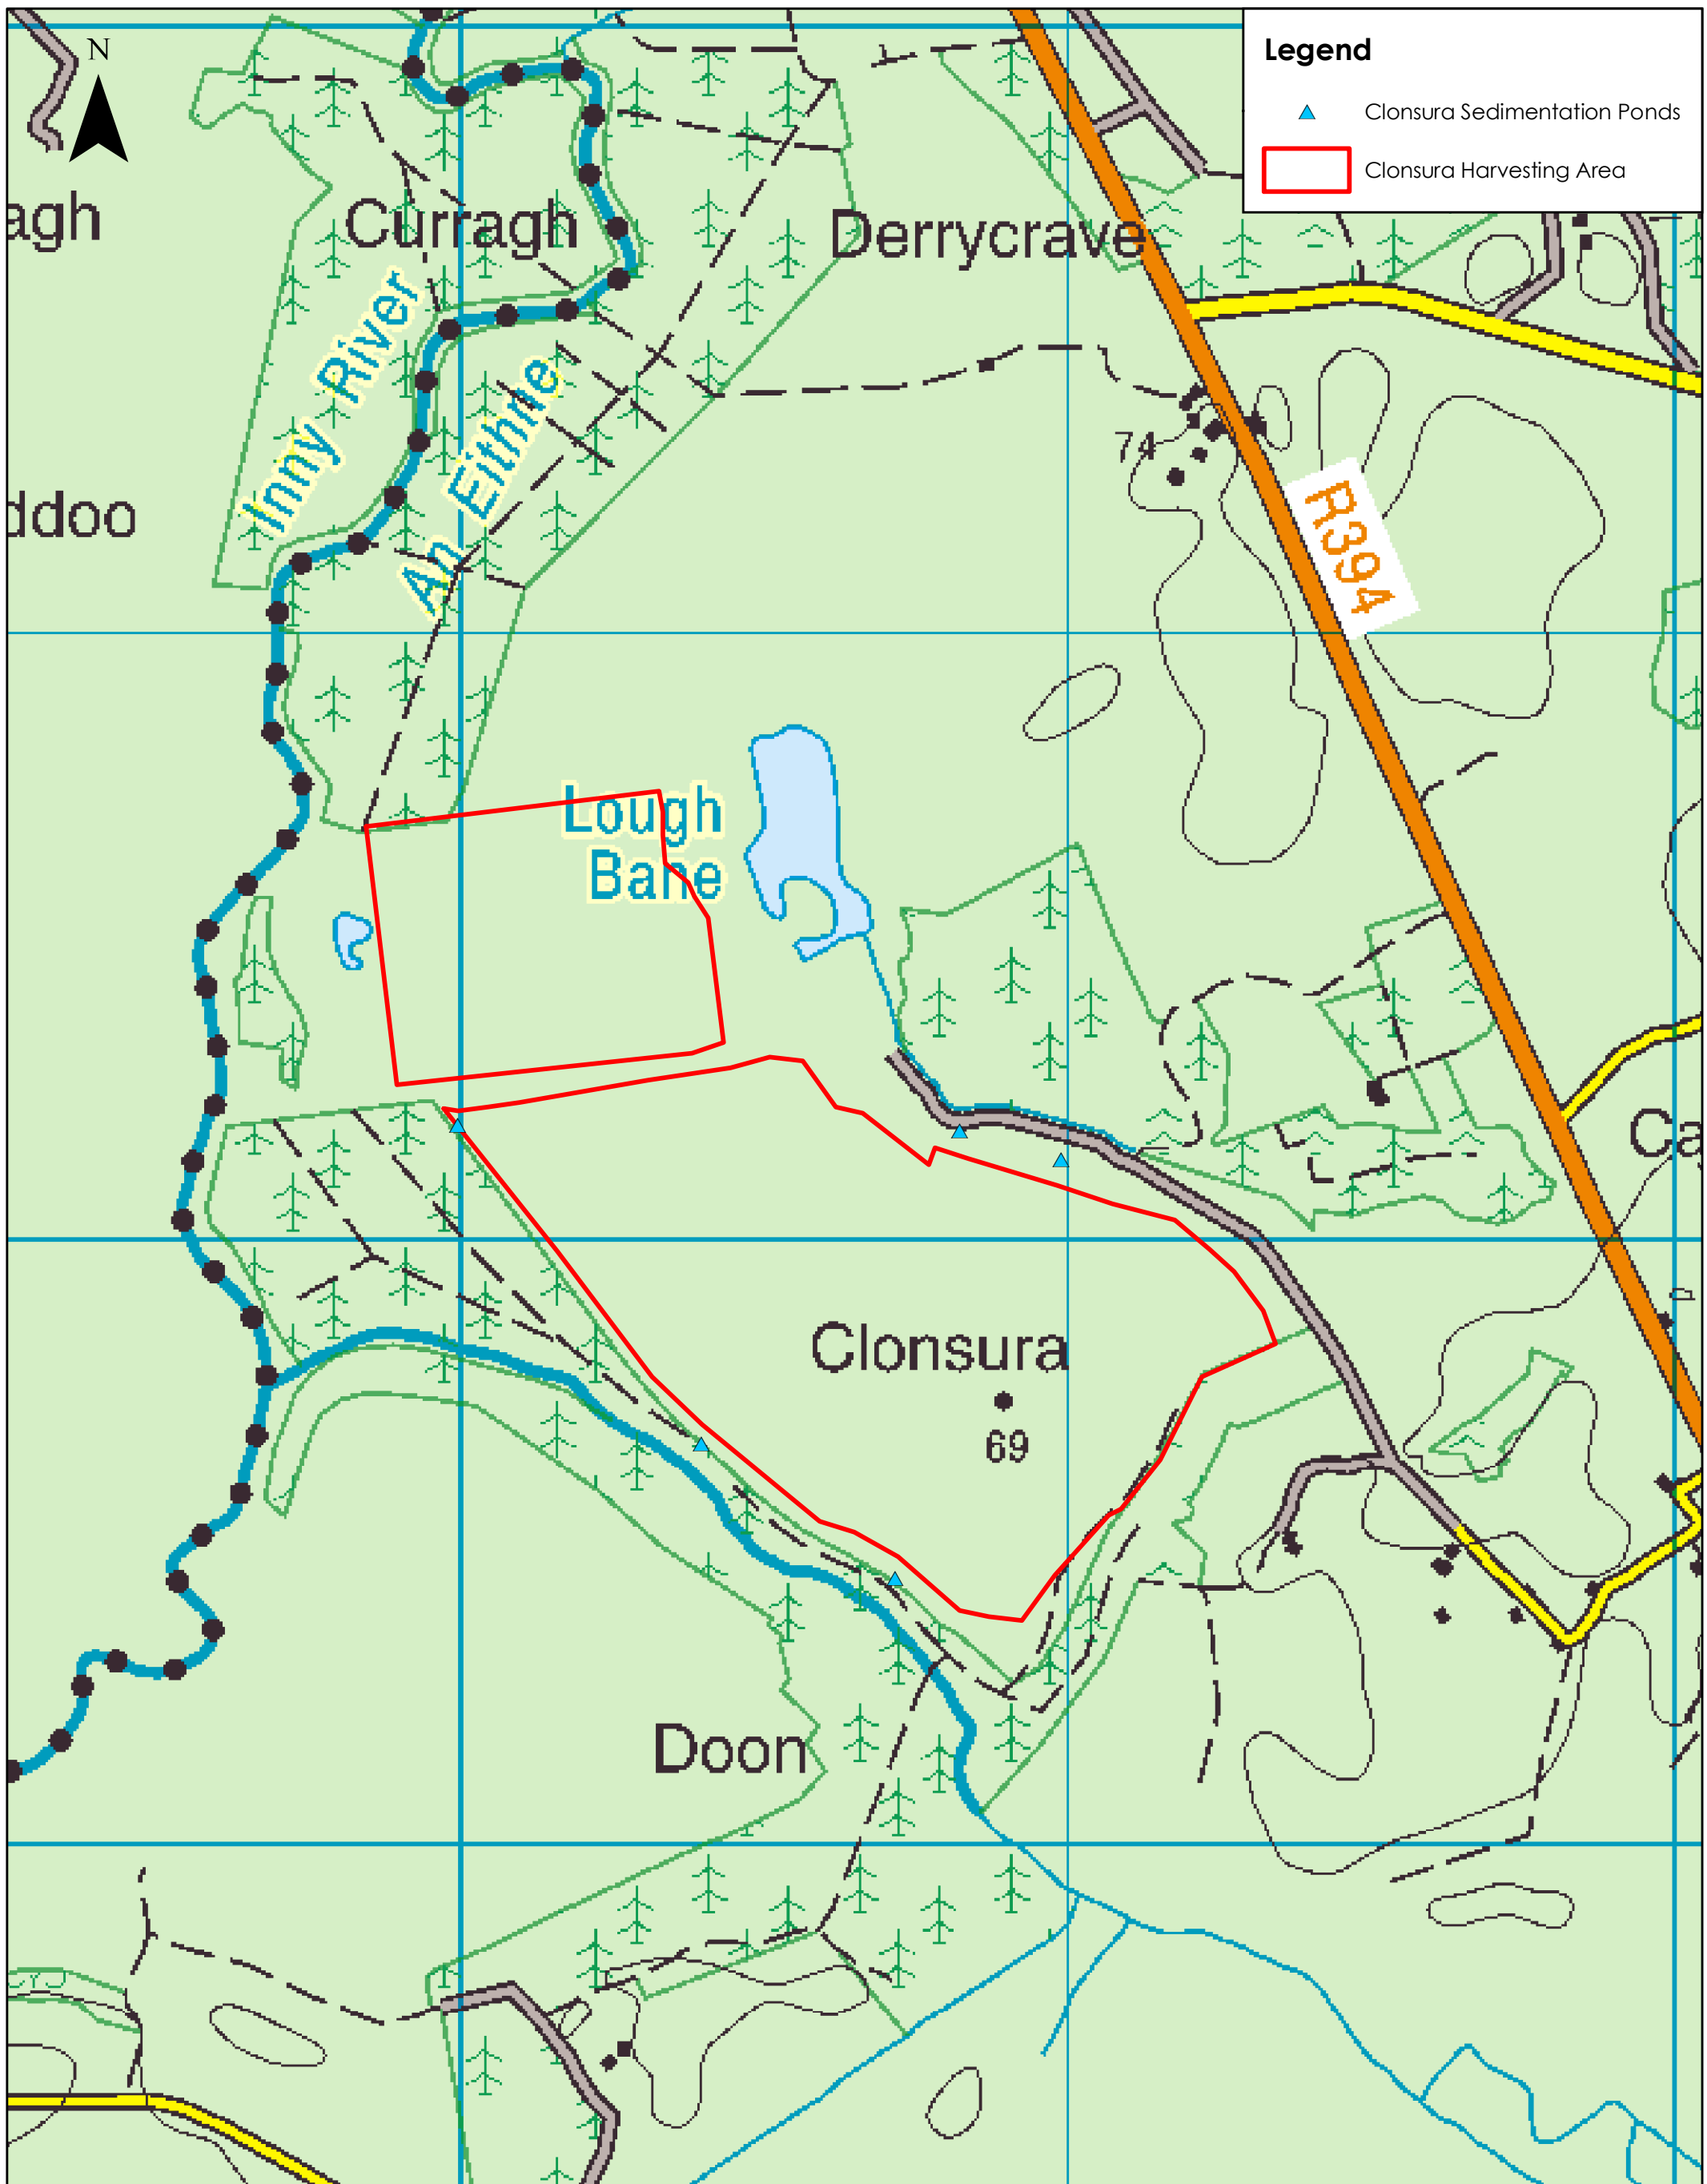 N
Legend
Clonsura Sedimentation Ponds
Clonsura Harvesting Area
agh
Curragh
Derrycrave
Inny River
An Eithne
ddoo
74
R394
Lough
Bane
Ca
Clonsura
69
Doon